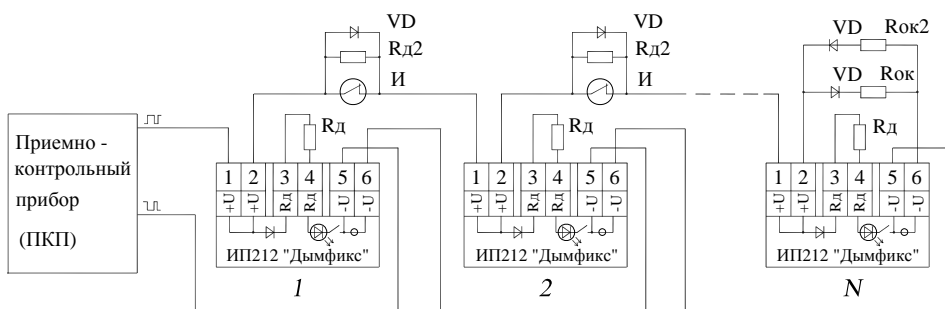 VD
Rд2
И
VD
Rд2
И
VD Rок2
VD Rок
Приемно -
контрольный
прибор
(ПКП)
Rд
1 2 3 4 5 6
+U +U Rд Rд -U -U
ИП212 "Дымфикс"
1
Rд
1 2 3 4 5 6
+U +U Rд Rд -U -U
ИП212 "Дымфикс"
2
Rд
1 2 3 4 5 6
+U +U Rд Rд -U -U
ИП212 "Дымфикс"
N